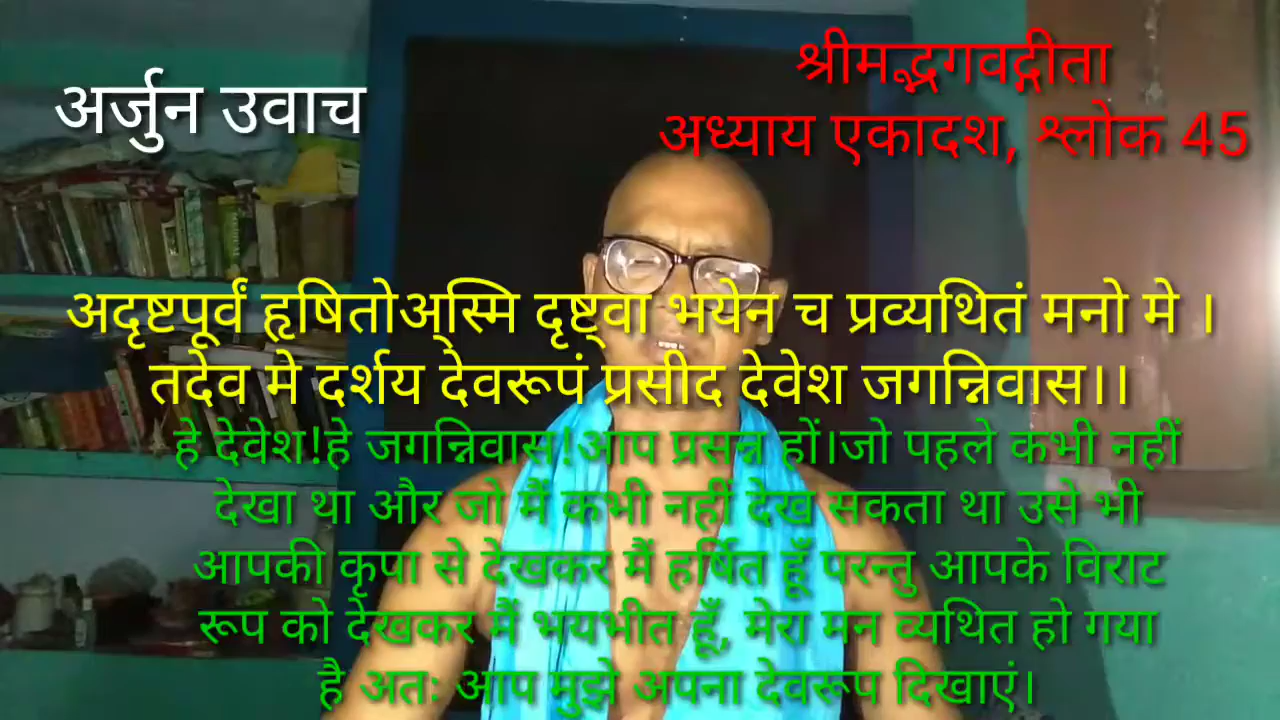 श्रीमद्भगवद्गीता
अध्याय एकादश, श्लोक 45
अर्जुन उवाच
अदृष्टपूर्वं हृषितोअ्स्मि दृष्ट्वा भयेन च प्रव्यथितं मनो मे ।
तदेव मे दर्शय देवरूपं प्रसीद देवेश जगन्निवास।।
हे देवेश!हे जगन्निवास!आप प्रसन्न हों।जो पहले कभी नहीं
देखा था और जो मैं कभी नहीं देख सकता था उसे भी
आपकी कृपा से देखकर मैं हर्षित हूँ परन्तु आपके विराट
रूप को देखकर मैं भयभीत हूँ, मेरा मन व्यथित हो गया
है अतः आप मुझे अपना देवरूप दिखाएं।